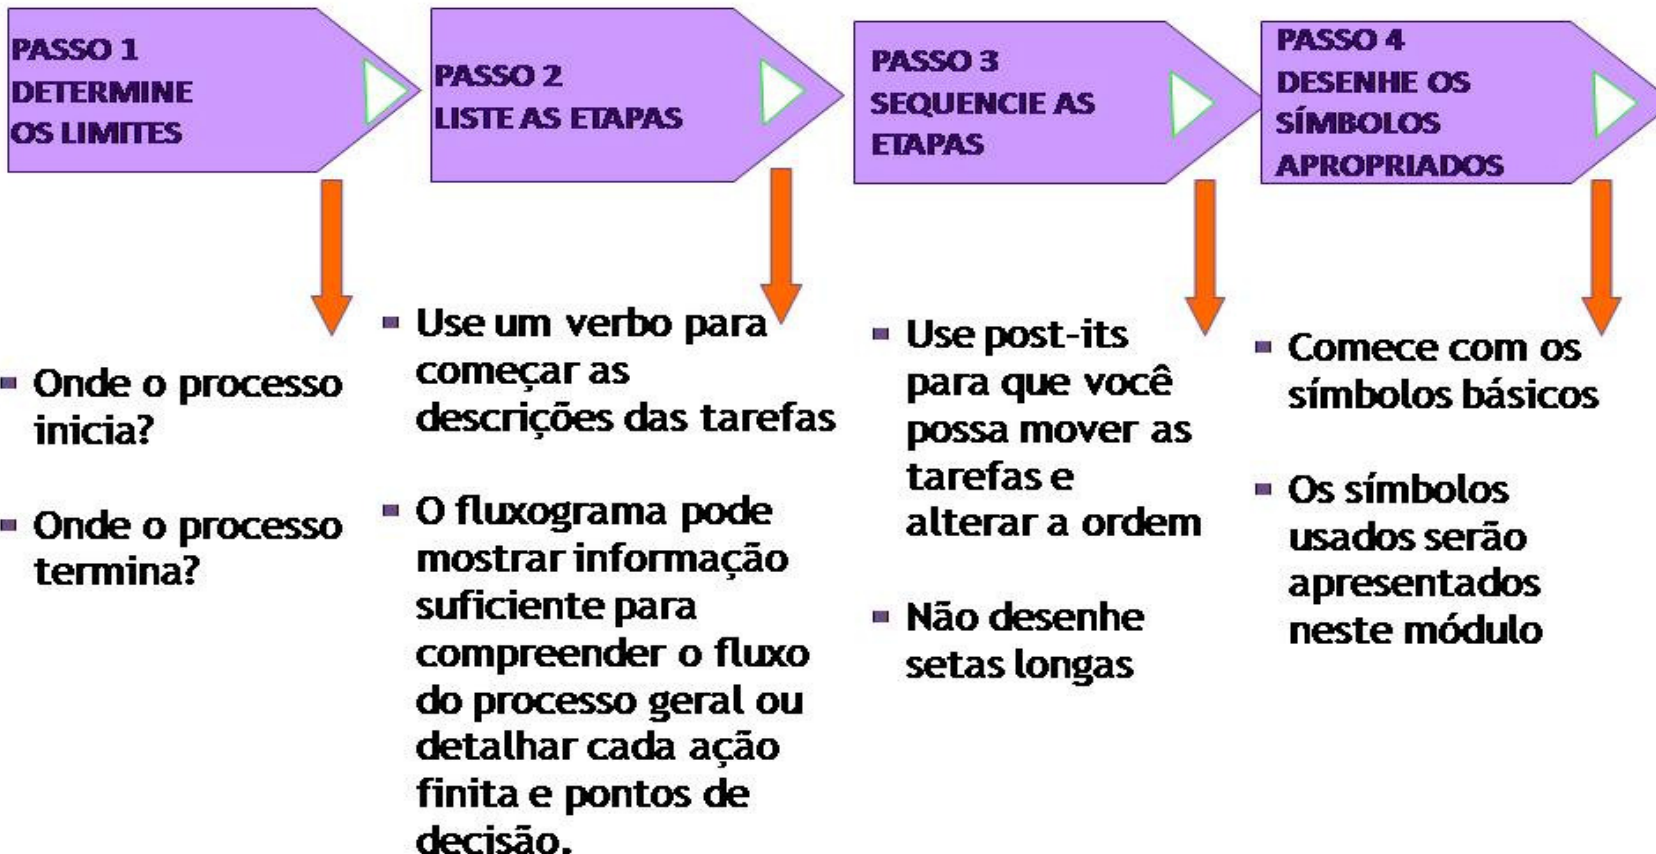 PASSO 1
DETERMINE
OS LIMITES
PASSO 2
LISTE AS ETAPAS
PASSO 3
SEQUENCIE AS
ETAPAS
PASSO 4
DESENHE OS
SÍMBOLOS
APROPRIADOS
Onde o processo
inicia?
Onde o processo
termina?
Use um verbo para
começar as
descrições das tarefas
O fluxograma pode
mostrar informação
suficiente para
compreender o fluxo
do processo geral ou
detalhar cada ação
finita e pontos de
decisão.
Use post-its
para que você
possa mover as
tarefas e
alterar a ordem
Não desenhe
setas longas
Comece com os
símbolos básicos
Os símbolos
usados serão
apresentados
neste módulo